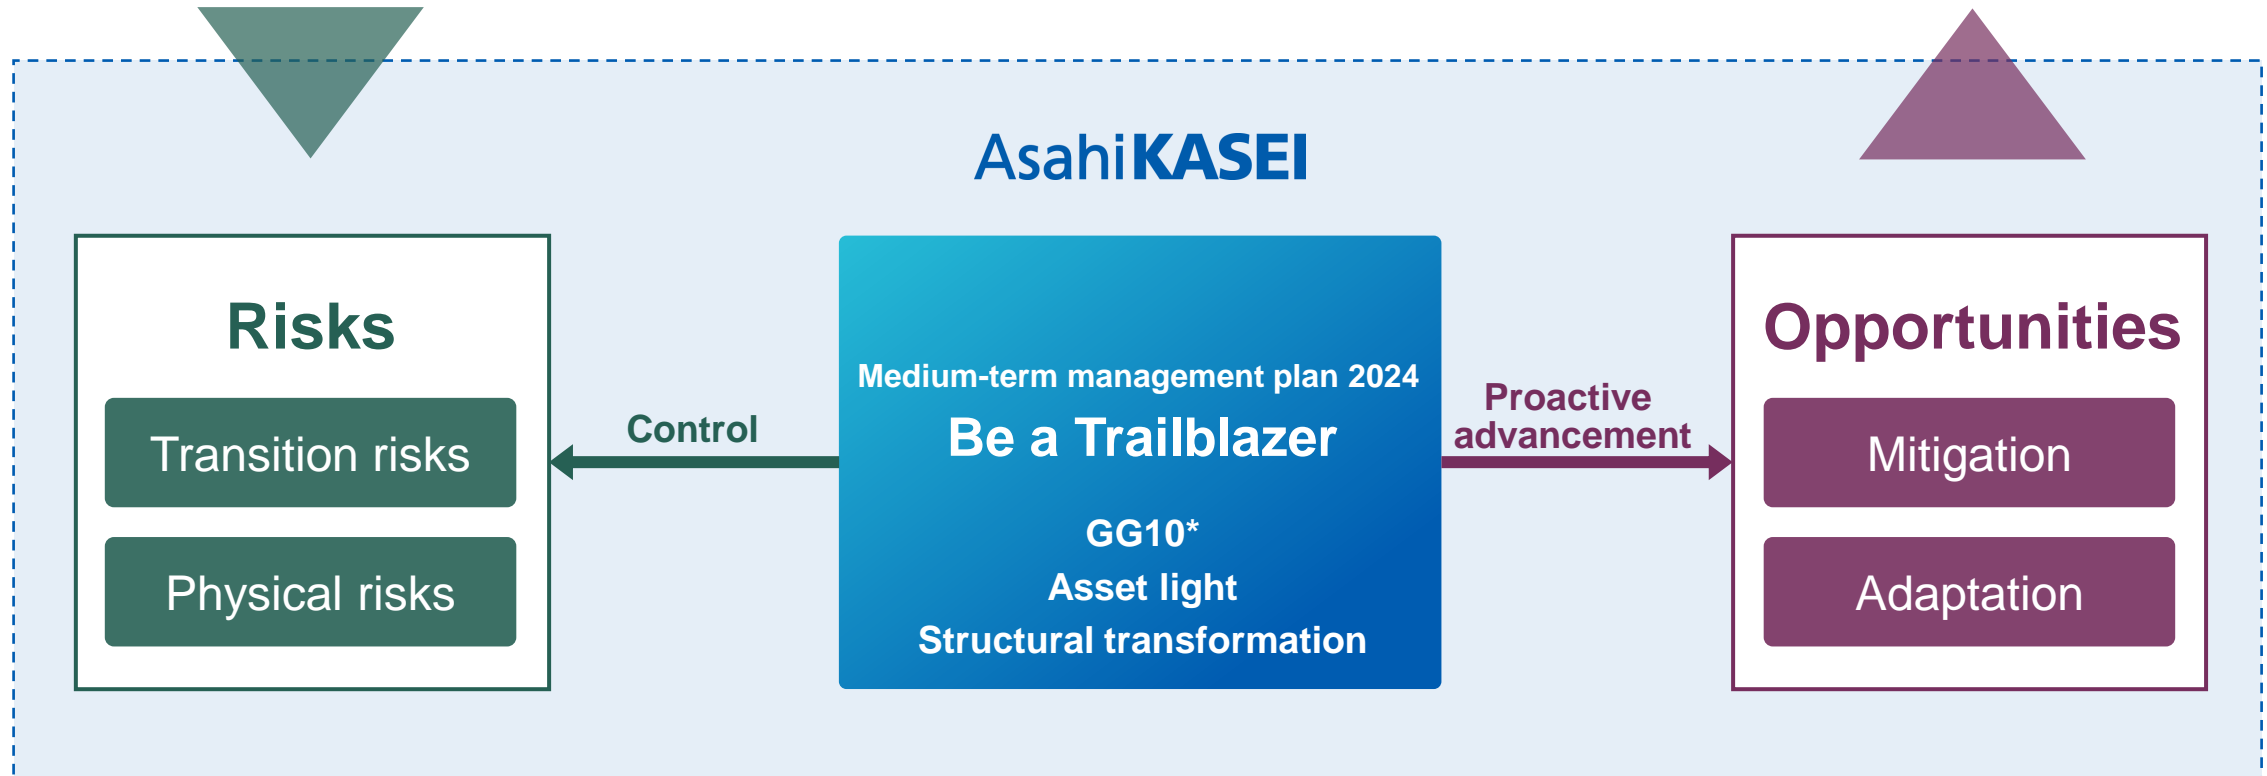 AsahiKASEI
Risks
Transition risks
Physical risks
Control
Medium-term management plan 2024
Be a Trailblazer
GG10*
Asset light
Structural transformation
Proactive
advancement
Opportunities
Mitigation
Adaptation